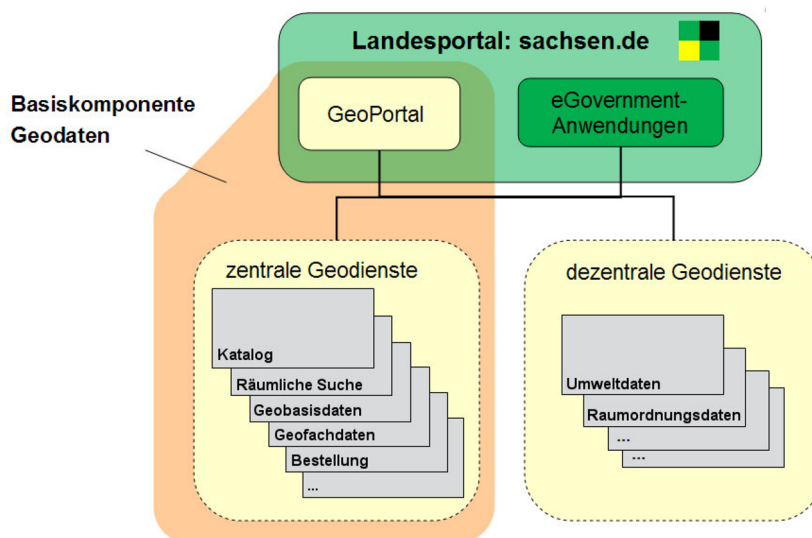 Landesportal: sachsen.de
Basiskomponente
Geodaten
GeoPortal
eGovernment-
Anwendungen
zentrale Geodienste
Katalog
Räumliche Suche
Geobasisdaten
Geofachdaten
Bestellung
...
dezentrale Geodienste
Umweltdaten
Raumordnungsdaten
...
...